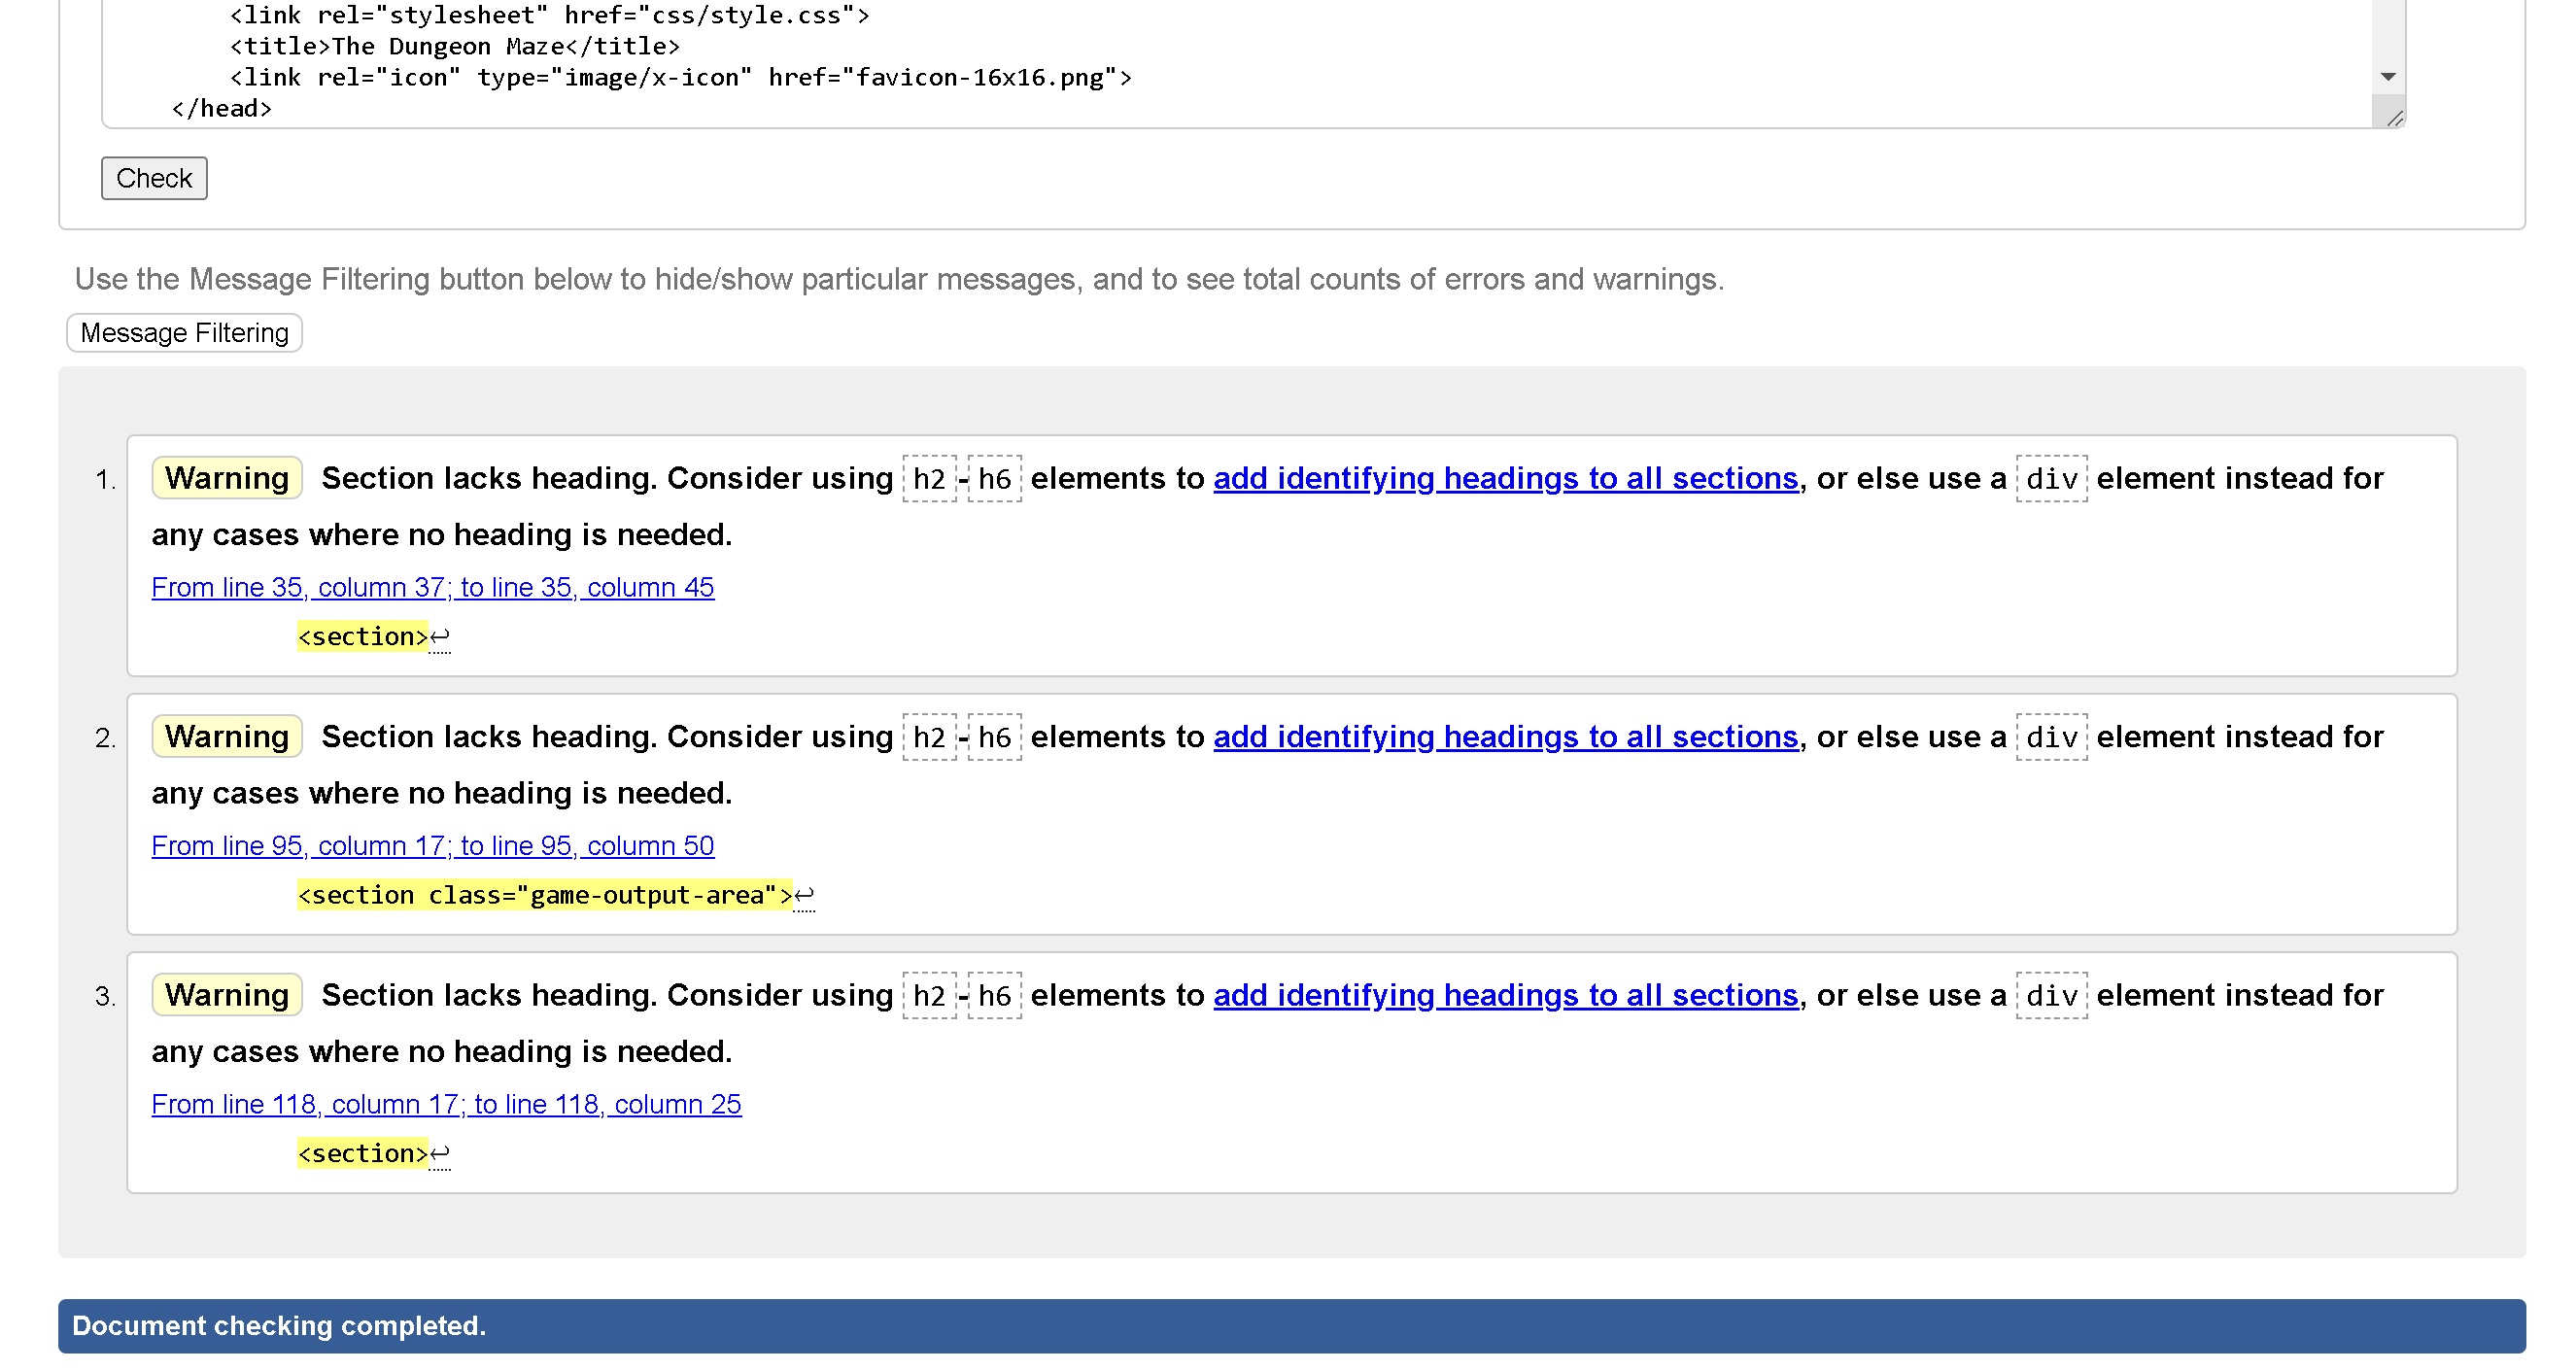 <link rel="stylesheet" href="css/style.css">
<title>The Dungeon Maze</title>
<link rel="icon" type="image/x-icon" href="favicon-16x16.png">
</head>
Check
Use the Message Filtering button below to hide/show particular messages, and to see total counts of errors and warnings.
Message Filtering
1. Warning Section lacks heading. Consider using h2-h6 elements to add identifying headings to all sections, or else use a div element instead for
any cases where no heading is needed.
From line 35, column 37; to line 35, column 45
<section>↩
2. Warning Section lacks heading. Consider using h2-h6 elements to add identifying headings to all sections, or else use a div element instead for
any cases where no heading is needed.
From line 95, column 17; to line 95, column 50
<section class="game-output-area">↩
3. Warning Section lacks heading. Consider using h2-h6 elements to add identifying headings to all sections, or else use a div element instead for
any cases where no heading is needed.
From line 118, column 17; to line 118, column 25
<section>↩
Document checking completed.